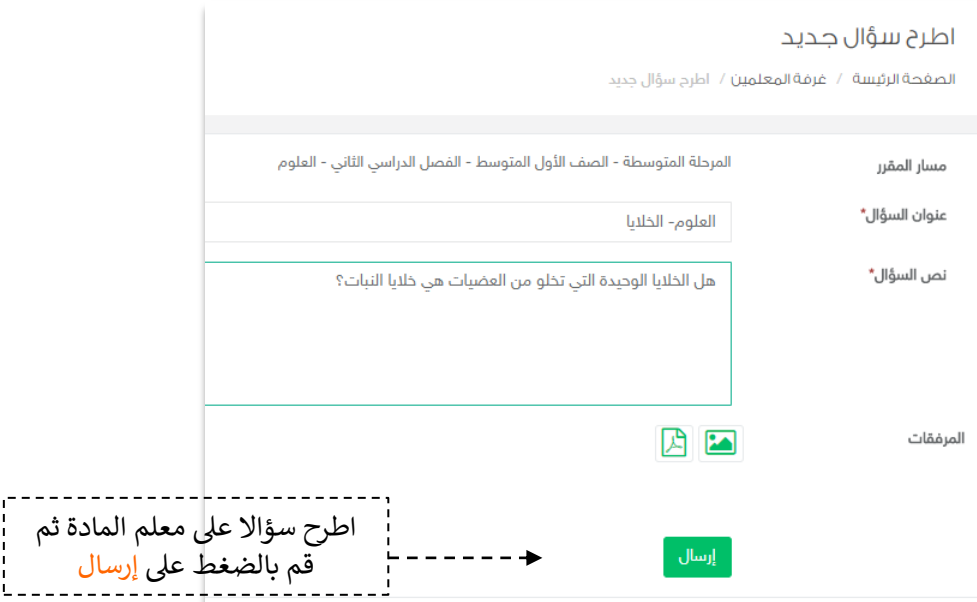 اطرح سؤال جديد
الصفحة الرئيسة / غرفة المعلمين / اطرح سؤال جديد
مسار المقرر
المرحلة المتوسطة - الصف الأول المتوسط - الفصل الدراسي الثاني - العلوم
عنوان السؤال*
العلوم- الخلايا
نص السؤال*
هل الخلايا الوحيدة التي تخلو من العضيات هي خلايا النبات؟
المرفقات
إرسال
اطرح سؤالا على معلم المادة ثم
قم بالضغط على إرسال